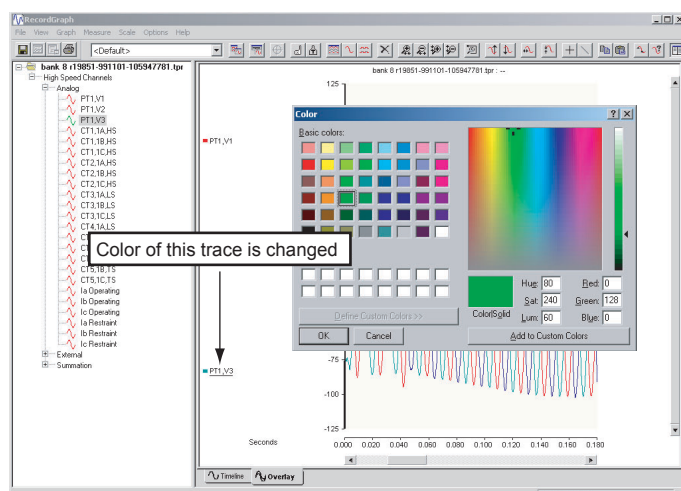 RecordGraph
File View Graph Measure Scale Options Help
<Default>
bank 8 r19851-991101-105947781.tpr
High Speed Channels
Analog
PT1,V1
PT1,V2
PT1,V3
CT1,1A,HS
CT1,1B,HS
CT1,1C,HS
CT2,1A,HS
CT2,1B,HS
CT2,1C,HS
CT3,1A,LS
CT3,1B,LS
CT3,1C,LS
CT4,1A,LS
CT5,1B,TS
CT5,1C,TS
Ia Operating
Ib Operating
Ic Operating
Ia Restraint
Ib Restraint
Ic Restraint
External
Summation
bank 8 r19851-991101-105947781.tpr : --
125
PT1,V1
Color
Basic colors:
Color of this trace is changed
Define Custom Colors >>
OK Cancel
Color|Solid
Hue: 80 Red: 0
Sat: 240 Green: 128
Lum: 60 Blue: 0
Add to Custom Colors
PT1,V3
-75
-100
-125
Seconds
0.000 0.020 0.040 0.060 0.080 0.100 0.120 0.140 0.160 0.180
Timeline Overlay